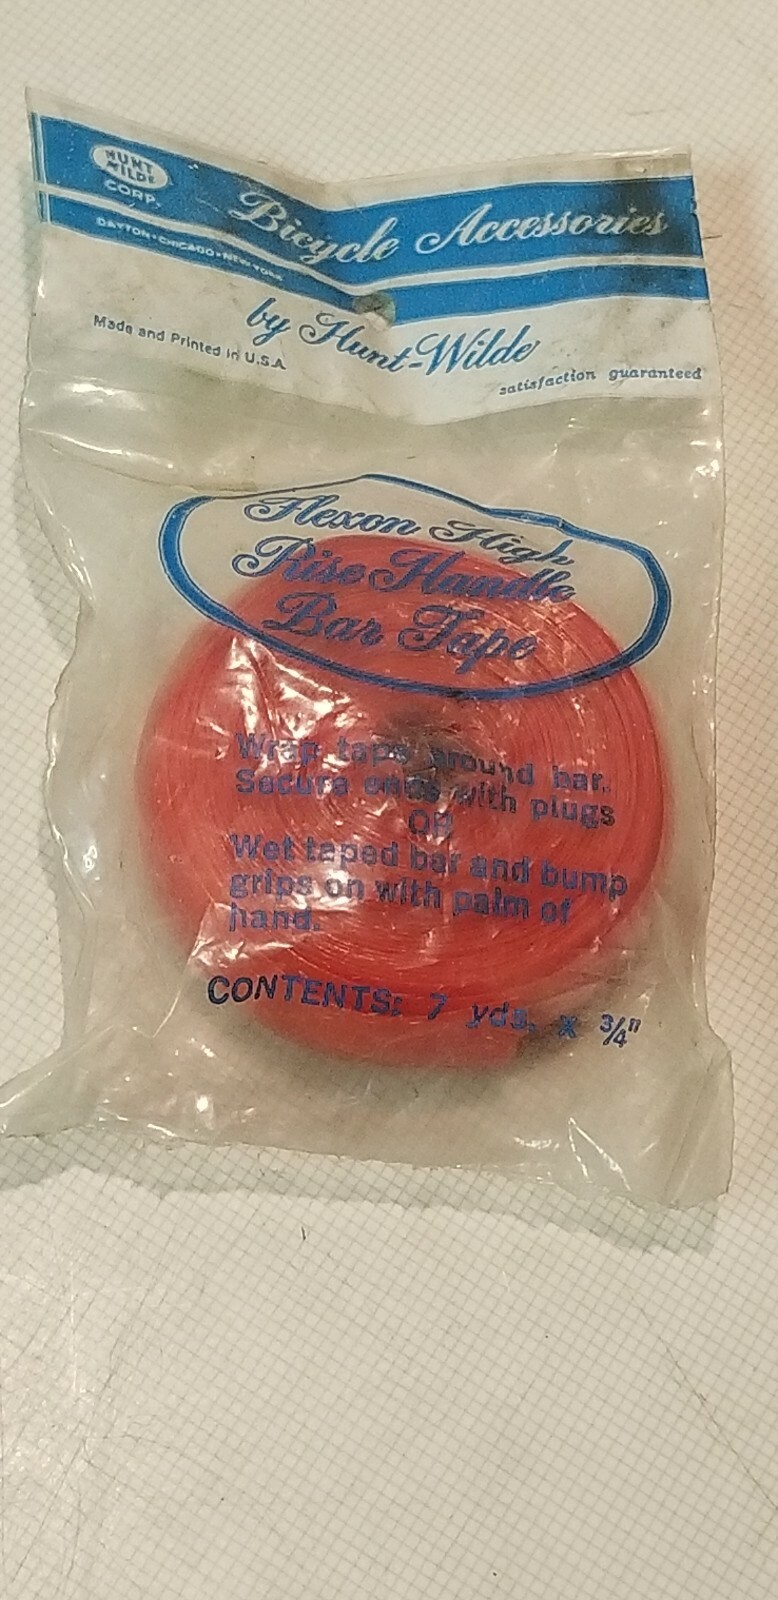 HUNT
WILDE
CORP.
DAYTON•CHICAGO•NEW YORK
Bicycle Accessories
by Hunt-Wilde
Made and Printed in U.S.A
satisfaction guaranteed
Flexon High
Rise Handle
Bar Tape
Wrap tape around bar.
Secure ends with plugs
OR
Wet taped bar and bump
grips on with palm of
hand.
CONTENTS: 7 yds. x 3/4"